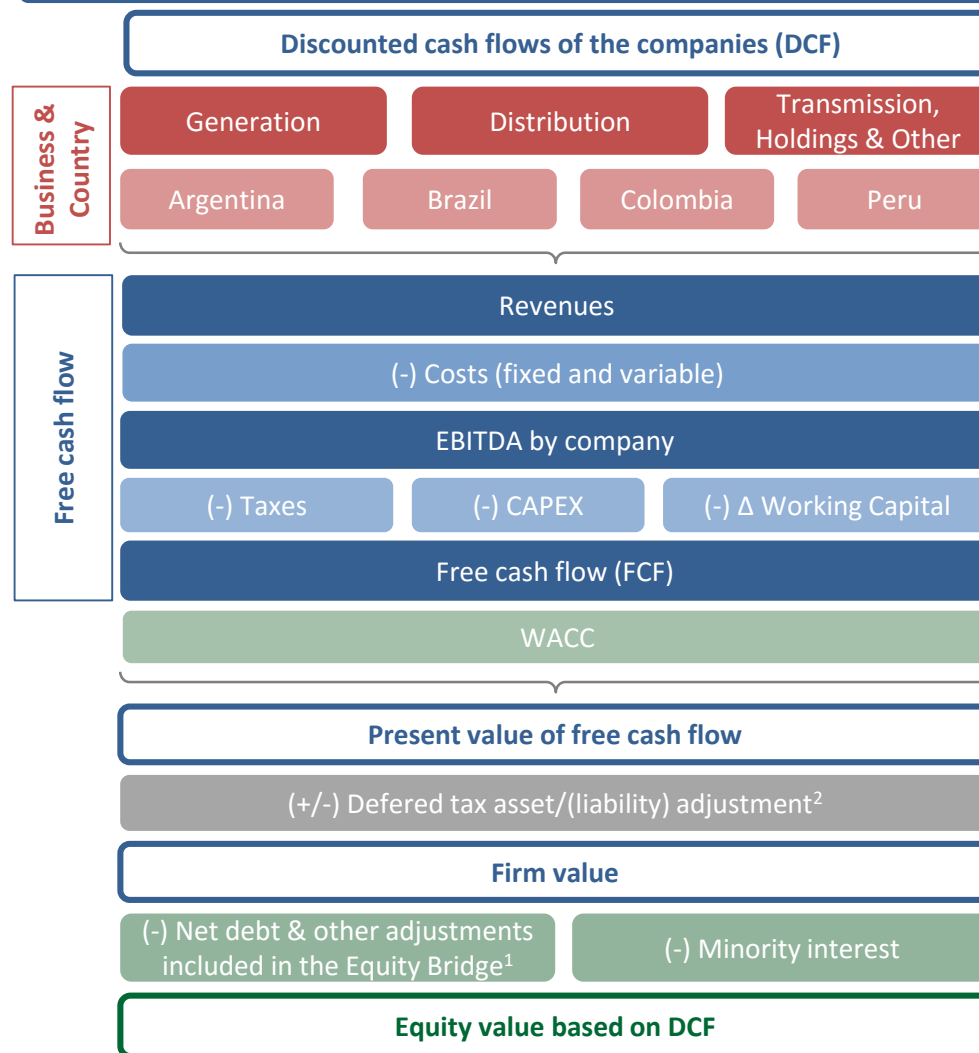 Discounted cash flows of the companies (DCF)
Business &
Country
Generation
Distribution
Transmission,
Holdings & Other
Argentina
Brazil
Colombia
Peru
Free cash flow
Revenues
(-) Costs (fixed and variable)
EBITDA by company
(-) Taxes
(-) CAPEX
(-) Δ Working Capital
Free cash flow (FCF)
WACC
Present value of free cash flow
(+/-) Defered tax asset/(liability) adjustment²
Firm value
(-) Net debt & other adjustments
included in the Equity Bridge¹
(-) Minority interest
Equity value based on DCF